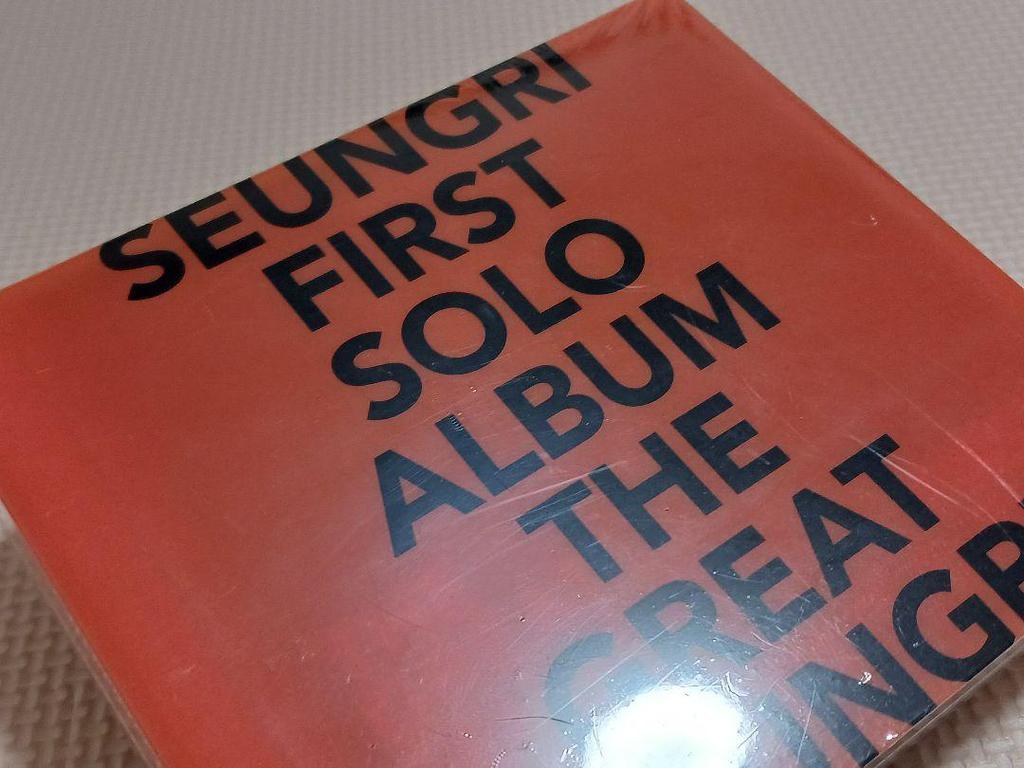 SEUNGRI
FIRST
SOLO
ALBUM
THE
GREAT